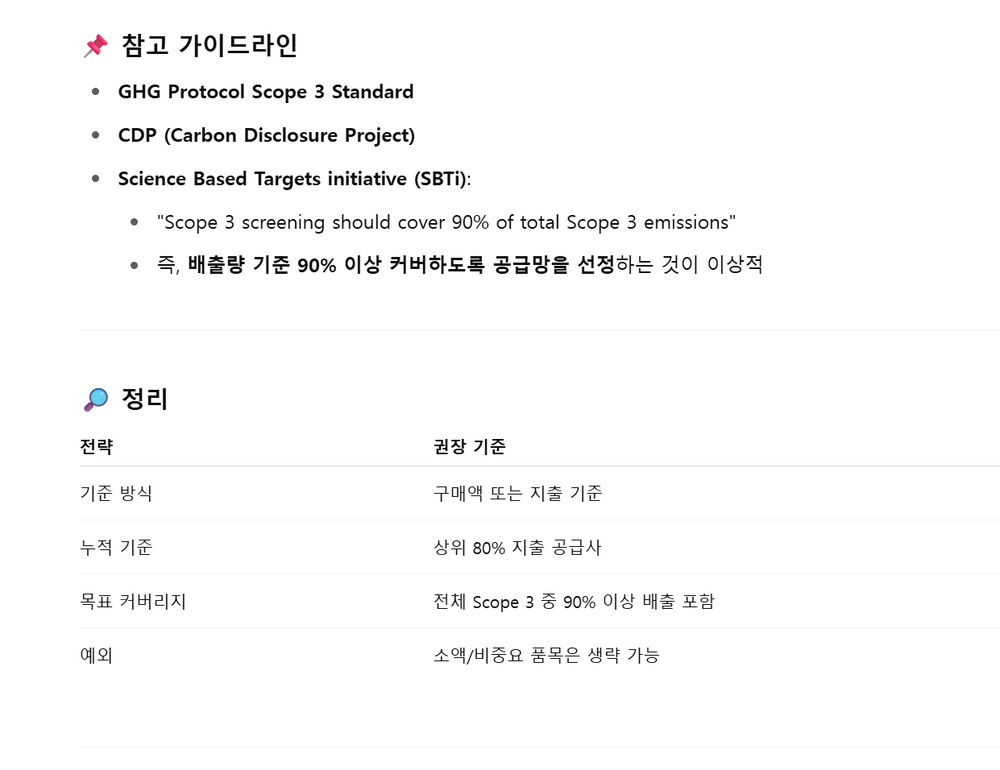 📌 참고 가이드라인
• GHG Protocol Scope 3 Standard
• CDP (Carbon Disclosure Project)
• Science Based Targets initiative (SBTi):
• "Scope 3 screening should cover 90% of total Scope 3 emissions"
• 즉, 배출량 기준 90% 이상 커버하도록 공급망을 선정하는 것이 이상적
🔎 정리
전략 권장 기준
기준 방식 구매액 또는 지출 기준
누적 기준 상위 80% 지출 공급사
목표 커버리지 전체 Scope 3 중 90% 이상 배출 포함
예외 소액/비중요 품목은 생략 가능